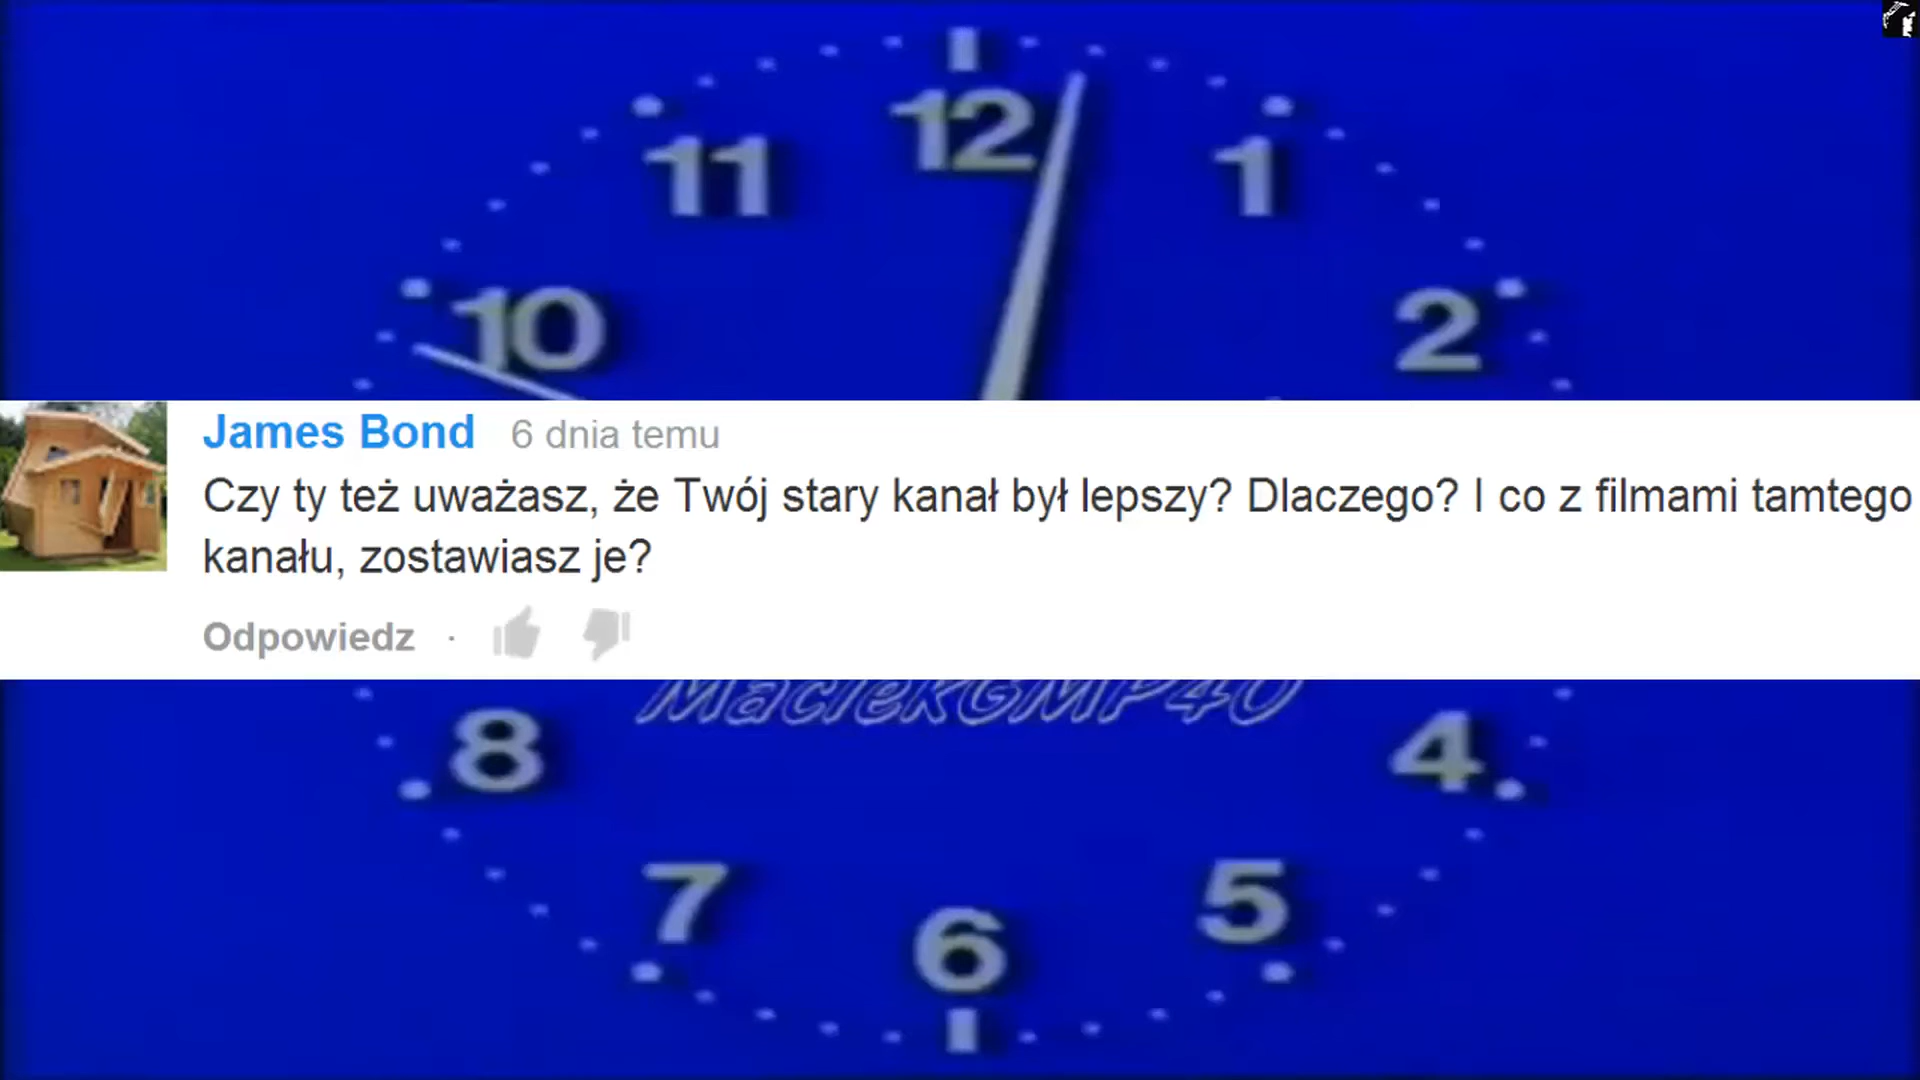 12
11
1
10
2
James Bond 6 dnia temu
Czy ty też uważasz, że Twój stary kanał był lepszy? Dlaczego? I co z filmami tamtego
kanału, zostawiasz je?
Odpowiedz ·
MaciekGMP40
8
4
7
5
6